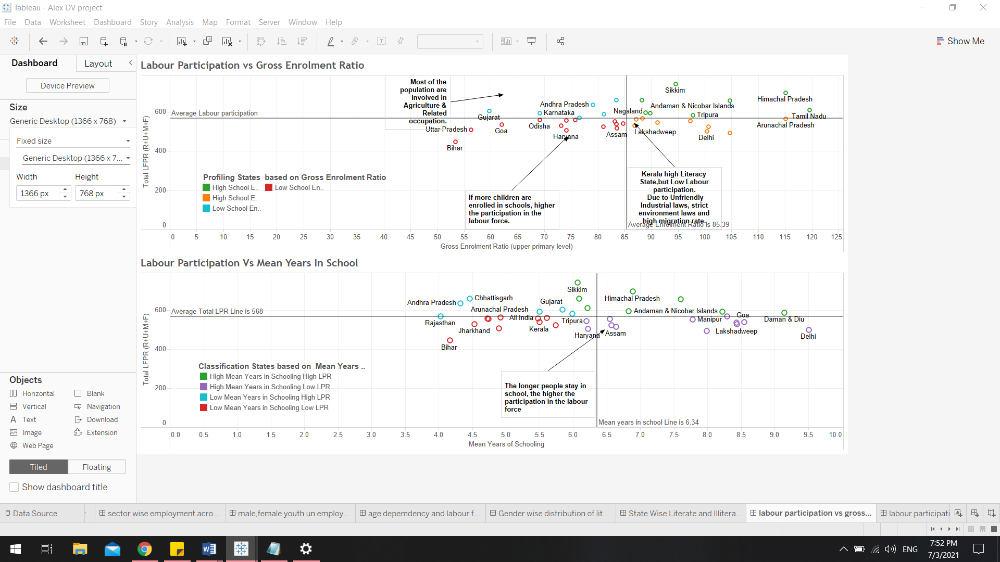 Tableau - Alex DV project
File Data Worksheet Dashboard Story Analysis Map Format Server Window Help
Show Me
Dashboard
Layout
Device Preview
Size
Generic Desktop (1366 x 768)
Fixed size
Generic Desktop (1366 x 7...
Width Height
1366 px 768 px
Objects
Horizontal Blank
Vertical Navigation
Text Download
Image Extension
Web Page
Tiled Floating
Show dashboard title
Labour Participation vs Gross Enrolment Ratio
Total LFPR (R+U+M+F)
600
400
200
0
Average Labour participation
Most of the
population are
involved in
Agriculture &
Related
occupation.
Sikkim
Himachal Pradesh
Andhra Pradesh
Andaman & Nicobar Islands
Gujarat
Karnataka
Nagaland
Tripura
Tamil Nadu
Uttar Pradesh
Goa
Odisha
Arunachal Pradesh
Haryana
Assam
Lakshadweep
Delhi
Bihar
Profiling States based on Gross Enrolment Ratio
High School E..
Low School En..
High School E..
Low School En..
If more children are
enrolled in schools, higher
the participation in the
labour force.
Kerala high Literacy
State,but Low Labour
participation.
Due to Unfriendly
Industrial laws, strict
environment laws and
high migration rate.
Average Enrolment Ratio is 85.39
0 5 10 15 20 25 30 35 40 45 50 55 60 65 70 75 80 85 90 95 100 105 110 115 120 125
Gross Enrolment Ratio (upper primary level)
Labour Participation Vs Mean Years In School
Total LFPR (R+U+M+F)
600
400
200
0
Average Total LPR Line is 568
Sikkim
Andhra Pradesh
Chhattisgarh
Gujarat
Himachal Pradesh
Arunachal Pradesh
Andaman & Nicobar Islands
Rajasthan
All India
Tripura
Manipur
Goa
Daman & Diu
Jharkhand
Kerala
Haryana
Assam
Lakshadweep
Delhi
Bihar
Classification States based on Mean Years ..
High Mean Years in Schooling High LPR
High Mean Years in Schooling Low LPR
Low Mean Years in Schooling High LPR
Low Mean Years in Schooling Low LPR
The longer people stay in
school, the higher the
participation in the labour
force
Mean years in school Line is 6.34
0.0 0.5 1.0 1.5 2.0 2.5 3.0 3.5 4.0 4.5 5.0 5.5 6.0 6.5 7.0 7.5 8.0 8.5 9.0 9.5 10.0
Mean Years of Schooling
Data Source
sector wise employment acro...
male,female youth un employ...
age depemdency and labour f...
Gender wise distribution of lit...
State Wise Literate and Illitera...
labour participation vs gross...
labour participati
ENG
7:52 PM
7/3/2021